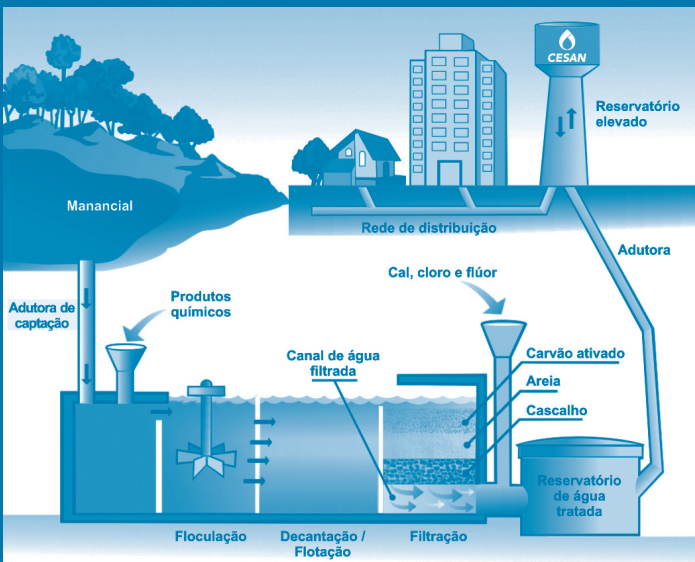 CESAN
Reservatório
elevado
Manancial
Rede de distribuição
Adutora
Cal, cloro e flúor
Produtos
químicos
Adutora de
captação
Canal de água
filtrada
Carvão ativado
Areia
Cascalho
Reservatório
de água
tratada
Floculação
Decantação /
Flotação
Filtração